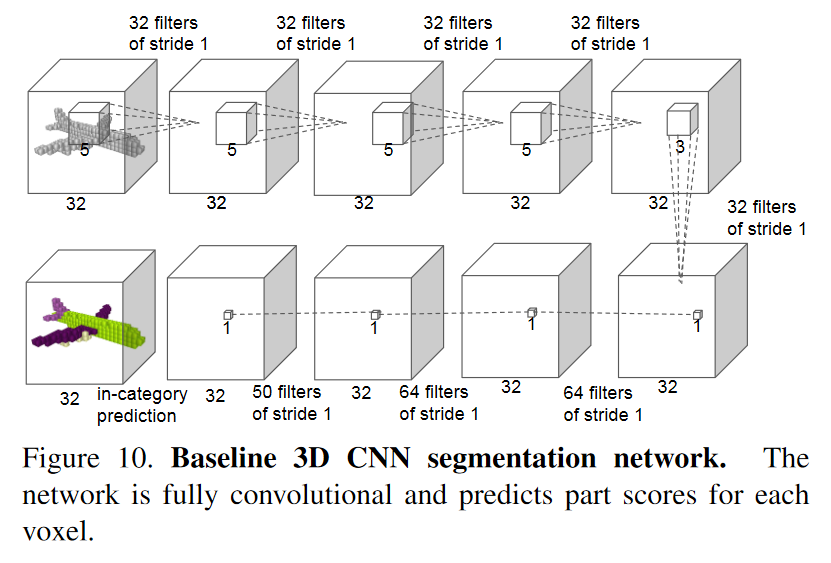 32 filters
of stride 1
32 filters
of stride 1
32 filters
of stride 1
32 filters
of stride 1
5
5
5
5
3
32
32
32
32
32
32 filters
of stride 1
1
1
1
1
32
in-category
prediction
32
50 filters
of stride 1
32
64 filters
of stride 1
32
64 filters
of stride 1
32
Figure 10. Baseline 3D CNN segmentation network. The
network is fully convolutional and predicts part scores for each
voxel.